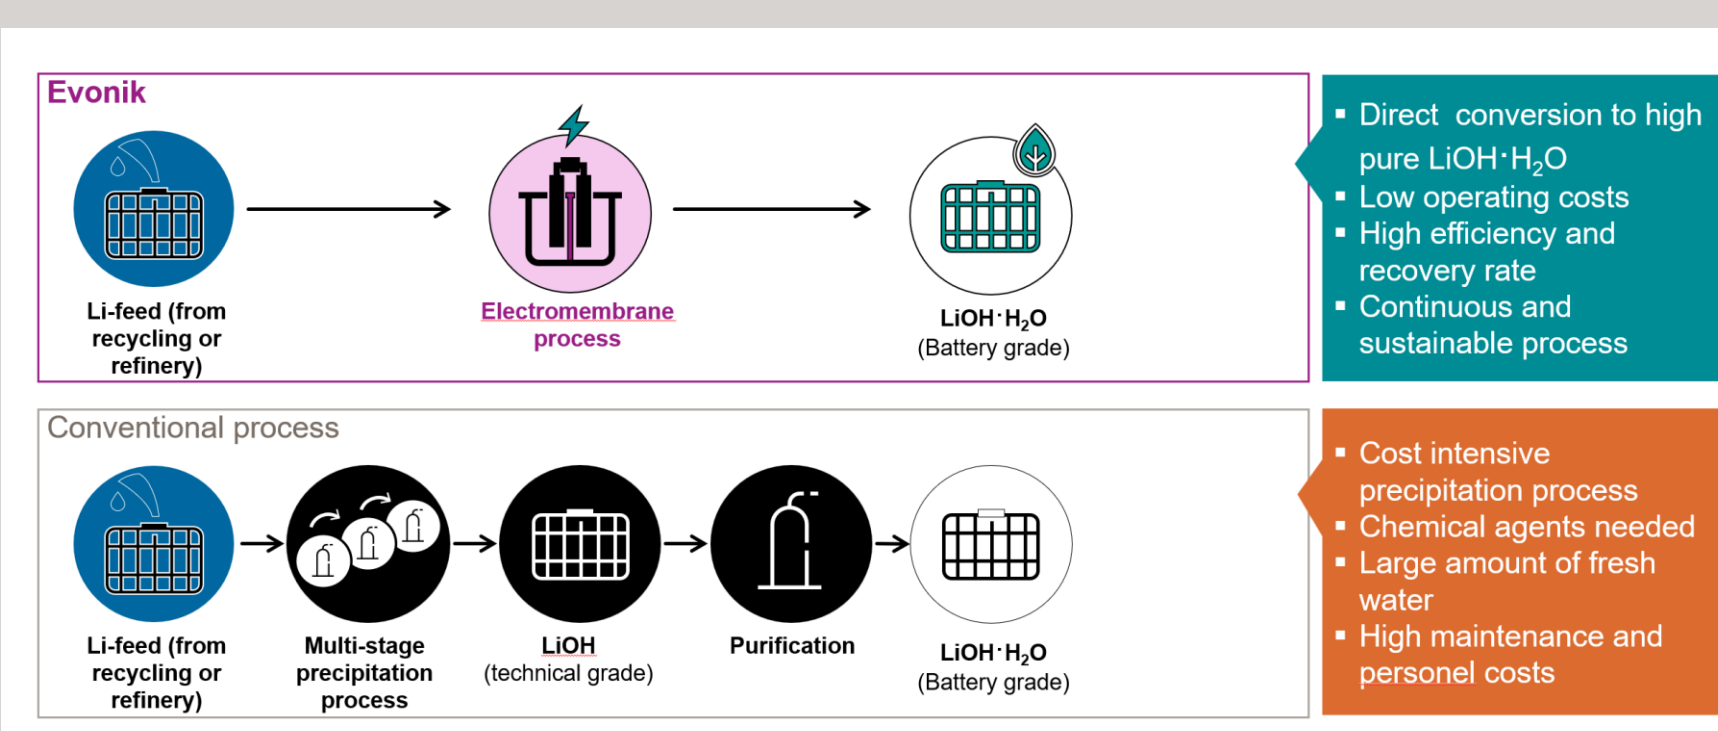 Evonik
Li-feed (from
recycling or
refinery)
Electromembrane
process
LiOH·H₂O
(Battery grade)
▪ Direct  conversion to high
pure LiOH·H₂O
▪ Low operating costs
▪ High efficiency and
recovery rate
▪ Continuous and
sustainable process
Conventional process
Li-feed (from
recycling or
refinery)
Multi-stage
precipitation
process
LiOH
(technical grade)
Purification
LiOH·H₂O
(Battery grade)
▪ Cost intensive
precipitation process
▪ Chemical agents needed
▪ Large amount of fresh
water
▪ High maintenance and
personel costs